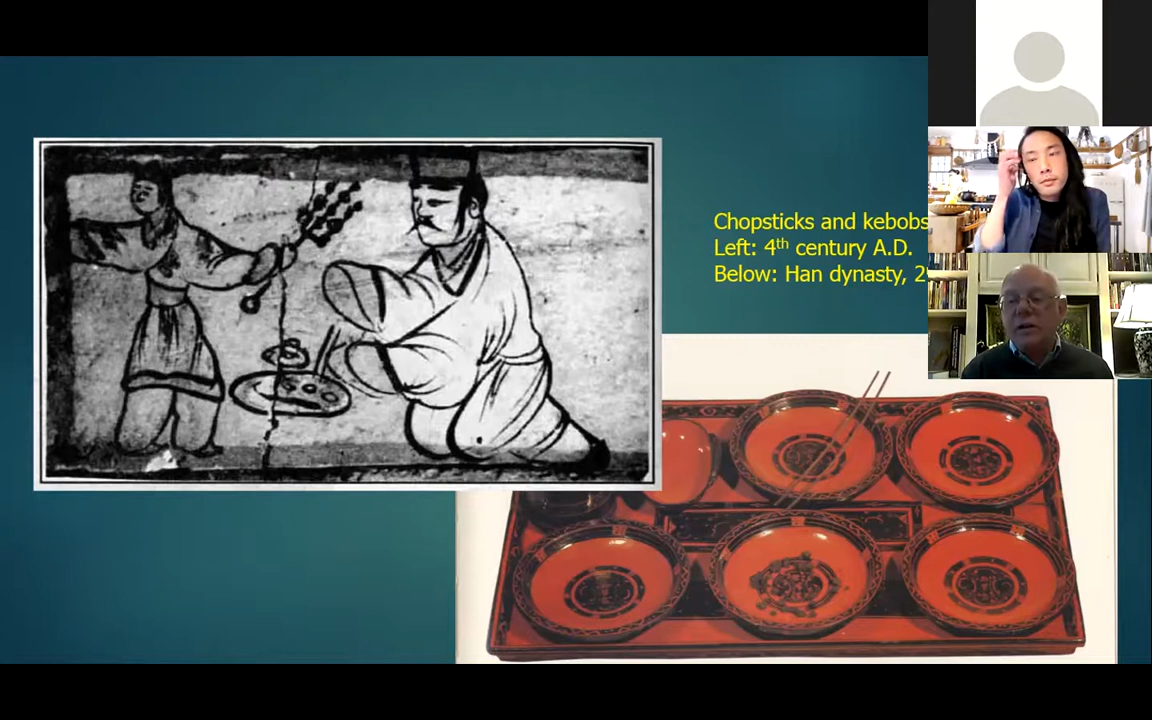 Chopsticks and kebobs
Left: 4th century A.D.
Below: Han dynasty,